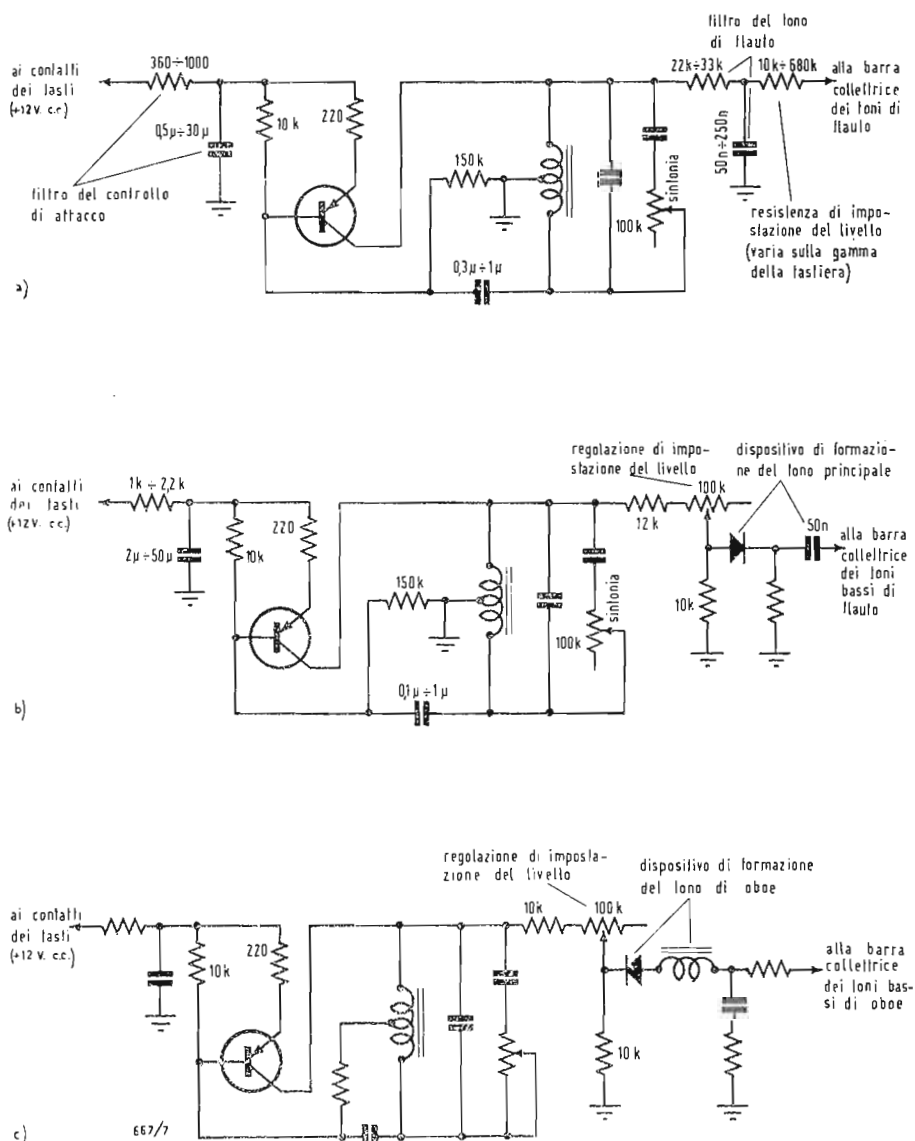 filtro del tono
di flauto
ai contatti
dei tasti
(+12 V. c.c.)
360÷1000
22k÷33k
10k÷680k
alla barra
collettrice
dei toni di
flauto
0,5µ÷30µ
10k
220
150k
sintonia
100k
50n÷250n
filtro del controllo
di attacco
resistenza di impo-
stazione del livello
(varia sulla gamma
della tastiera)
0,3µ÷1µ
a)
regolazione di impo-
stazione del livello
dispositivo di formazio-
ne del tono principale
ai contatti
dei tasti
(+12 V. c.c.)
1k÷2,2k
100k
12k
50n
alla barra
collettrice
dei toni
bassi di
flauto
2µ÷50µ
10k
220
150k
sintonia
100k
10k
0,1µ÷1µ
b)
regolazione di imposta-
zione del livello
dispositivo di formazione
del tono di oboe
ai contatti
dei tasti
(+12 V. c.c.)
10k
100k
10k
220
alla barra
collettrice
dei toni bas-
si di oboe
10k
c)
667/7